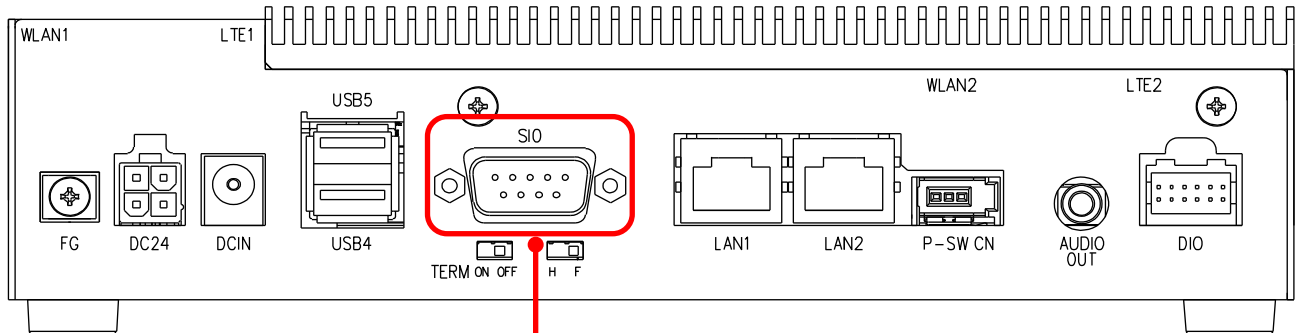 WLAN1 LTE1
WLAN2 LTE2
USB5
SIO
FG DC24 DCIN USB4 LAN1 LAN2 P-SW CN AUDIO OUT DIO
TERM ON OFF H F